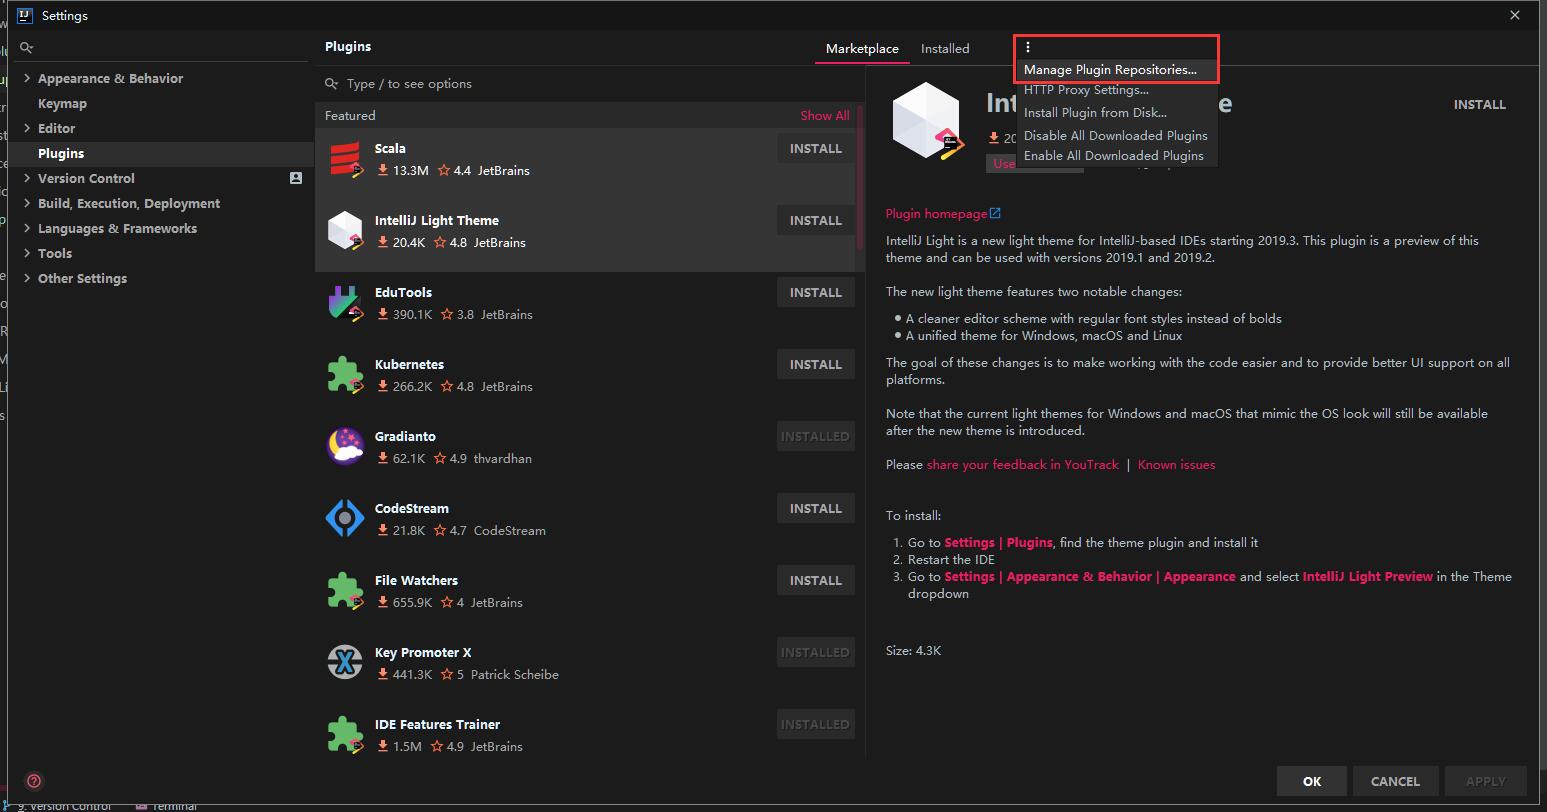 IJ Settings
Plugins
Marketplace Installed
Appearance & Behavior
Keymap
Editor
Plugins
Version Control
Build, Execution, Deployment
Languages & Frameworks
Tools
Other Settings
Type / to see options
Featured Show All
Scala INSTALL
13.3M 4.4 JetBrains
IntelliJ Light Theme INSTALL
20.4K 4.8 JetBrains
EduTools INSTALL
390.1K 3.8 JetBrains
Kubernetes INSTALL
266.2K 4.8 JetBrains
Gradianto INSTALLED
62.1K 4.9 thvardhan
CodeStream INSTALL
21.8K 4.7 CodeStream
File Watchers INSTALL
655.9K 4 JetBrains
Key Promoter X INSTALLED
441.3K 5 Patrick Scheibe
IDE Features Trainer INSTALLED
1.5M 4.9 JetBrains
Manage Plugin Repositories...
HTTP Proxy Settings...
Install Plugin from Disk...
Disable All Downloaded Plugins
Enable All Downloaded Plugins
INSTALL
Plugin homepage
IntelliJ Light is a new light theme for IntelliJ-based IDEs starting 2019.3. This plugin is a preview of this
theme and can be used with versions 2019.1 and 2019.2.
The new light theme features two notable changes:
• A cleaner editor scheme with regular font styles instead of bolds
• A unified theme for Windows, macOS and Linux
The goal of these changes is to make working with the code easier and to provide better UI support on all
platforms.
Note that the current light themes for Windows and macOS that mimic the OS look will still be available
after the new theme is introduced.
Please share your feedback in YouTrack | Known issues
To install:
1. Go to Settings | Plugins, find the theme plugin and install it
2. Restart the IDE
3. Go to Settings | Appearance & Behavior | Appearance and select IntelliJ Light Preview in the Theme
dropdown
Size: 4.3K
?
OK CANCEL APPLY
9: Version Control Terminal